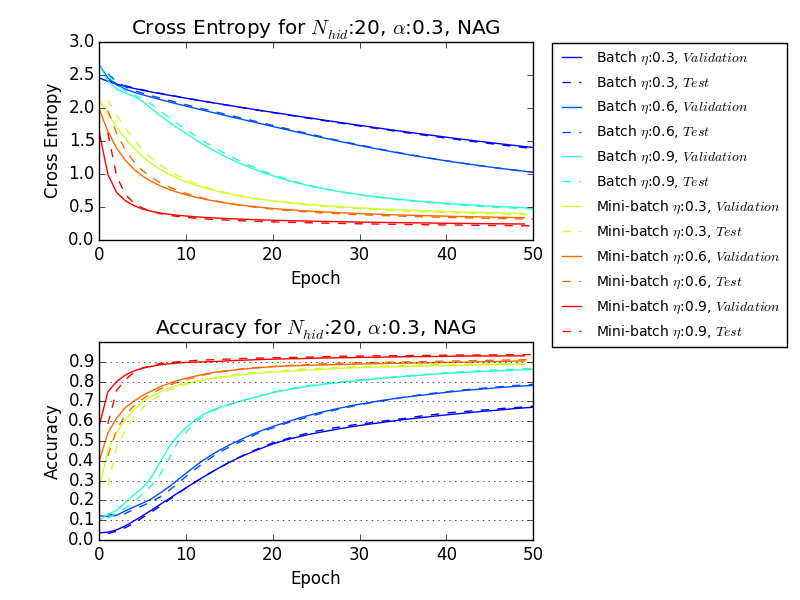 Cross Entropy for N_hid:20, α:0.3, NAG
3.0
2.5
2.0
1.5
1.0
0.5
0.0
Cross Entropy
0 10 20 30 40 50
Epoch
Batch η:0.3, Validation
Batch η:0.3, Test
Batch η:0.6, Validation
Batch η:0.6, Test
Batch η:0.9, Validation
Batch η:0.9, Test
Mini-batch η:0.3, Validation
Mini-batch η:0.3, Test
Mini-batch η:0.6, Validation
Mini-batch η:0.6, Test
Mini-batch η:0.9, Validation
Mini-batch η:0.9, Test
Accuracy for N_hid:20, α:0.3, NAG
0.9
0.8
0.7
0.6
0.5
0.4
0.3
0.2
0.1
0.0
Accuracy
0 10 20 30 40 50
Epoch